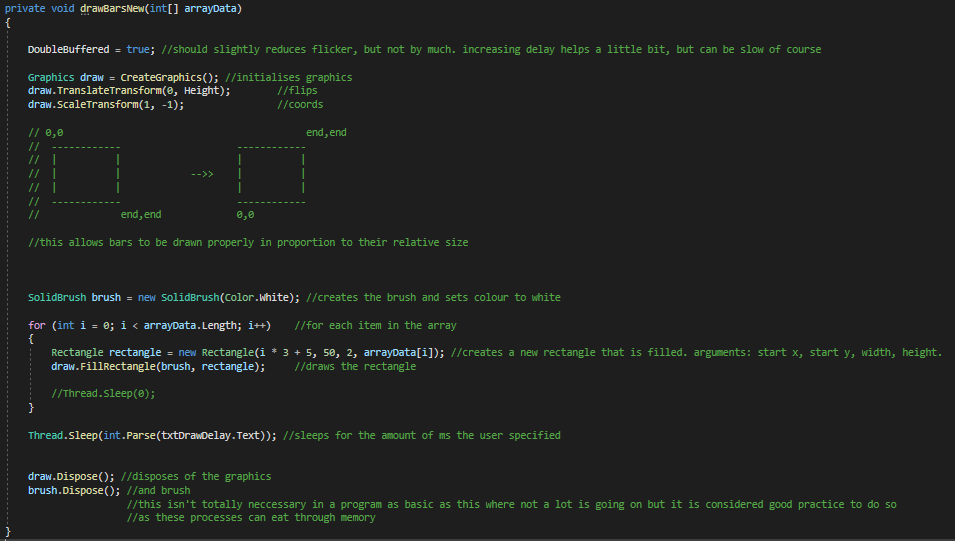 private void drawBarsNew(int[] arrayData)
{
DoubleBuffered = true; //should slightly reduces flicker, but not by much. increasing delay helps a little bit, but can be slow of course
Graphics draw = CreateGraphics(); //initialises graphics
draw.TranslateTransform(0, Height);        //flips
draw.ScaleTransform(1, -1);                //coords
// 0,0                                               end,end
//  ------------                    ------------
//  |          |                    |          |
//  |          |            -->>    |          |
//  |          |                    |          |
//  ------------                    ------------
//              end,end             0,0
//this allows bars to be drawn properly in proportion to their relative size
SolidBrush brush = new SolidBrush(Color.White); //creates the brush and sets colour to white
for (int i = 0; i < arrayData.Length; i++)    //for each item in the array
{
Rectangle rectangle = new Rectangle(i * 3 + 5, 50, 2, arrayData[i]); //creates a new rectangle that is filled. arguments: start x, start y, width, height.
draw.FillRectangle(brush, rectangle);     //draws the rectangle
//Thread.Sleep(0);
}
Thread.Sleep(int.Parse(txtDrawDelay.Text)); //sleeps for the amount of ms the user specified
draw.Dispose(); //disposes of the graphics
brush.Dispose(); //and brush
//this isn't totally neccessary in a program as basic as this where not a lot is going on but it is considered good practice to do so
//as these processes can eat through memory
}